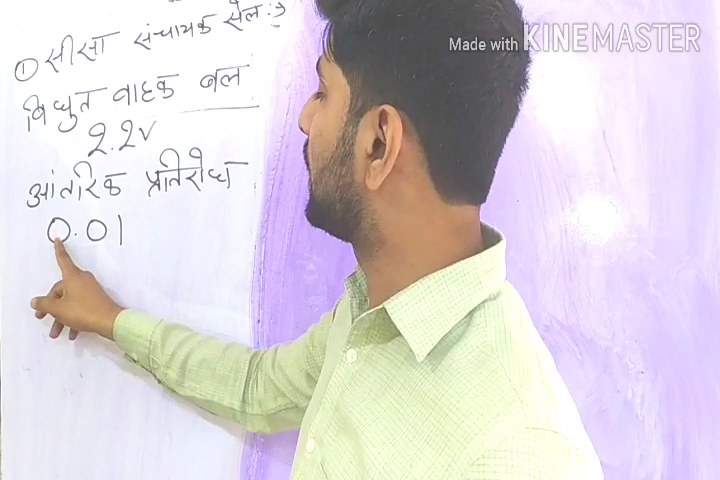 ① सीसा संचायक सेल :-
विधुत वाहक बल
2.2v
आंतरिक प्रतिरोध
0.01
Made with KINEMASTER